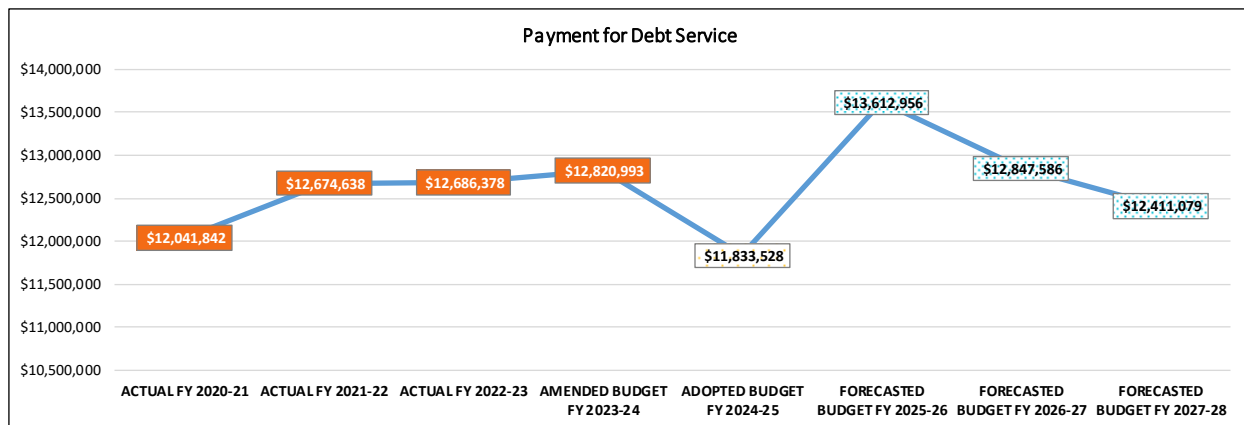 Payment for Debt Service
$14,000,000
$13,500,000
$13,000,000
$12,500,000
$12,000,000
$11,500,000
$11,000,000
$10,500,000
$12,041,842
$12,674,638
$12,686,378
$12,820,993
$11,833,528
$13,612,956
$12,847,586
$12,411,079
ACTUAL FY 2020-21
ACTUAL FY 2021-22
ACTUAL FY 2022-23
AMENDED BUDGET
FY 2023-24
ADOPTED BUDGET
FY 2024-25
FORECASTED
BUDGET FY 2025-26
FORECASTED
BUDGET FY 2026-27
FORECASTED
BUDGET FY 2027-28